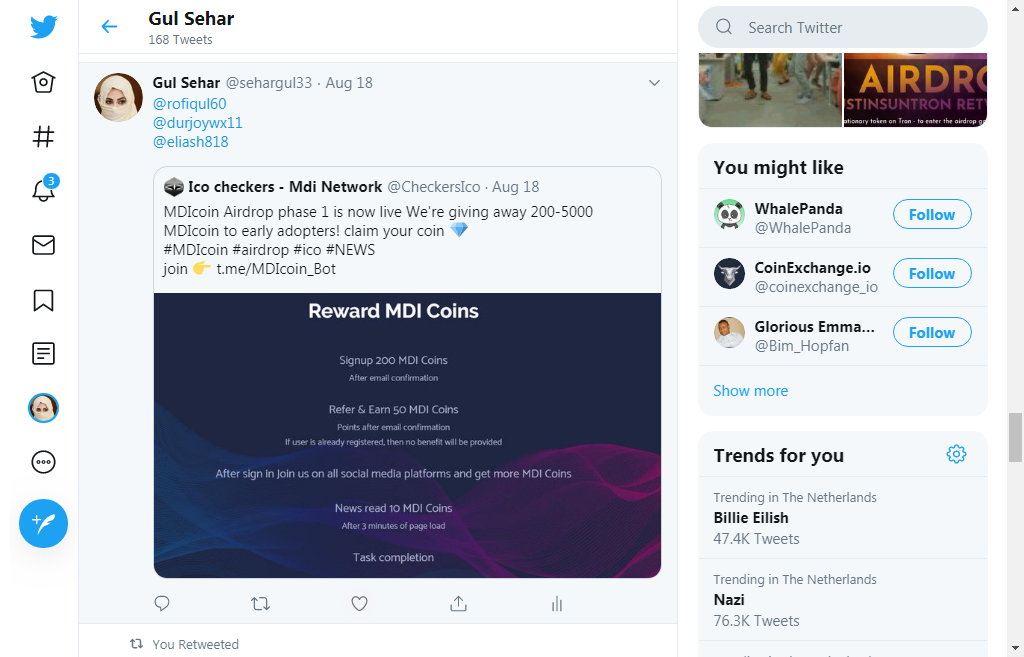 Gul Sehar
168 Tweets
Search Twitter
3
Gul Sehar @sehargul33 · Aug 18
@rofiqul60
@durjoywx11
@eliash818
Ico checkers - Mdi Network @CheckersIco · Aug 18
MDIcoin Airdrop phase 1 is now live We're giving away 200-5000
MDIcoin to early adopters! claim your coin 💎
#MDIcoin #airdrop #ico #NEWS
join 👉 t.me/MDIcoin_Bot
Reward MDI Coins
Signup 200 MDI Coins
After email confirmation
Refer & Earn 50 MDI Coins
Points after email confirmation
If user is already registered, then no benefit will be provided
After sign in Join us on all social media platforms and get more MDI Coins
News read 10 MDI Coins
After 3 minutes of page load
Task completion
You Retweeted
AIRDRO
STINSUNTRON RETW
ationary token on Tron - to enter the airdrop
You might like
WhalePanda
@WhalePanda
Follow
CoinExchange.io
@coinexchange_io
Follow
Glorious Emma...
@Bim_Hopfan
Follow
Show more
Trends for you
Trending in The Netherlands
Billie Eilish
47.4K Tweets
Trending in The Netherlands
Nazi
76.3K Tweets